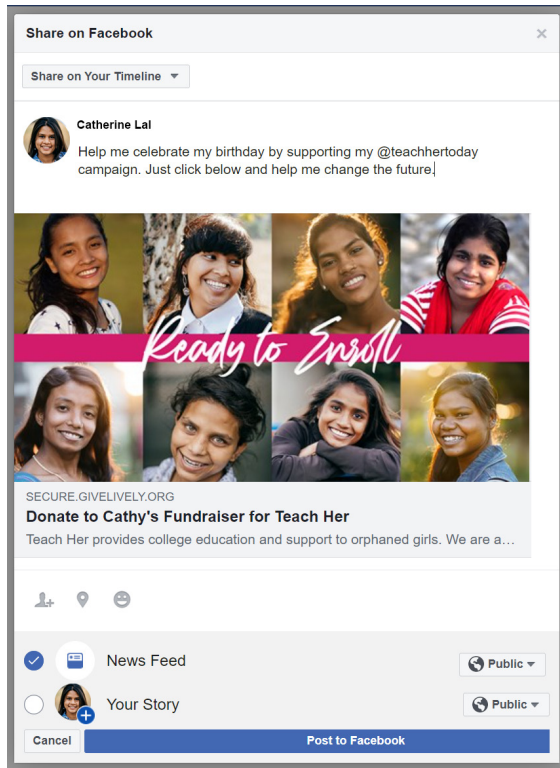 Share on Facebook
Share on Your Timeline
Catherine Lal
Help me celebrate my birthday by supporting my @teachhertoday
campaign. Just click below and help me change the future.
Ready to Enroll
SECURE.GIVELIVELY.ORG
Donate to Cathy's Fundraiser for Teach Her
Teach Her provides college education and support to orphaned girls. We are a...
News Feed
Public
Your Story
Public
Cancel
Post to Facebook